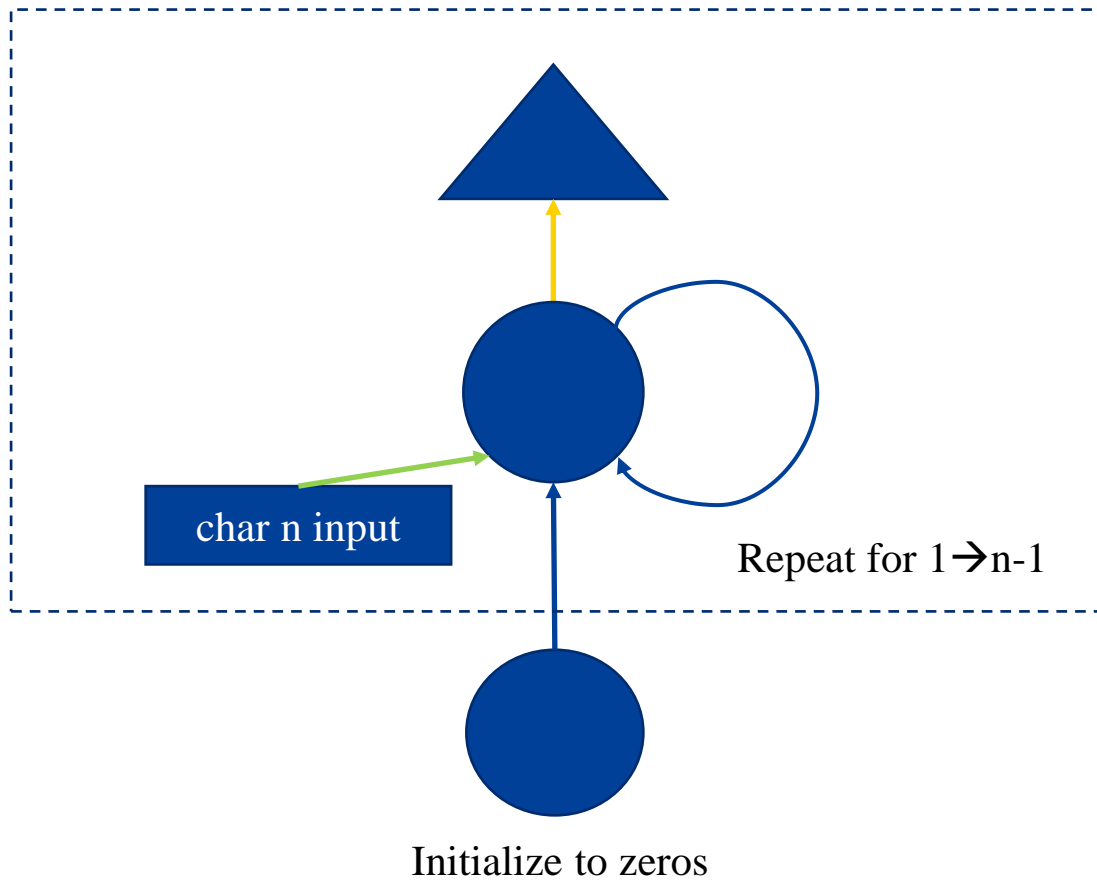 char n input
Repeat for 1→n-1
Initialize to zeros